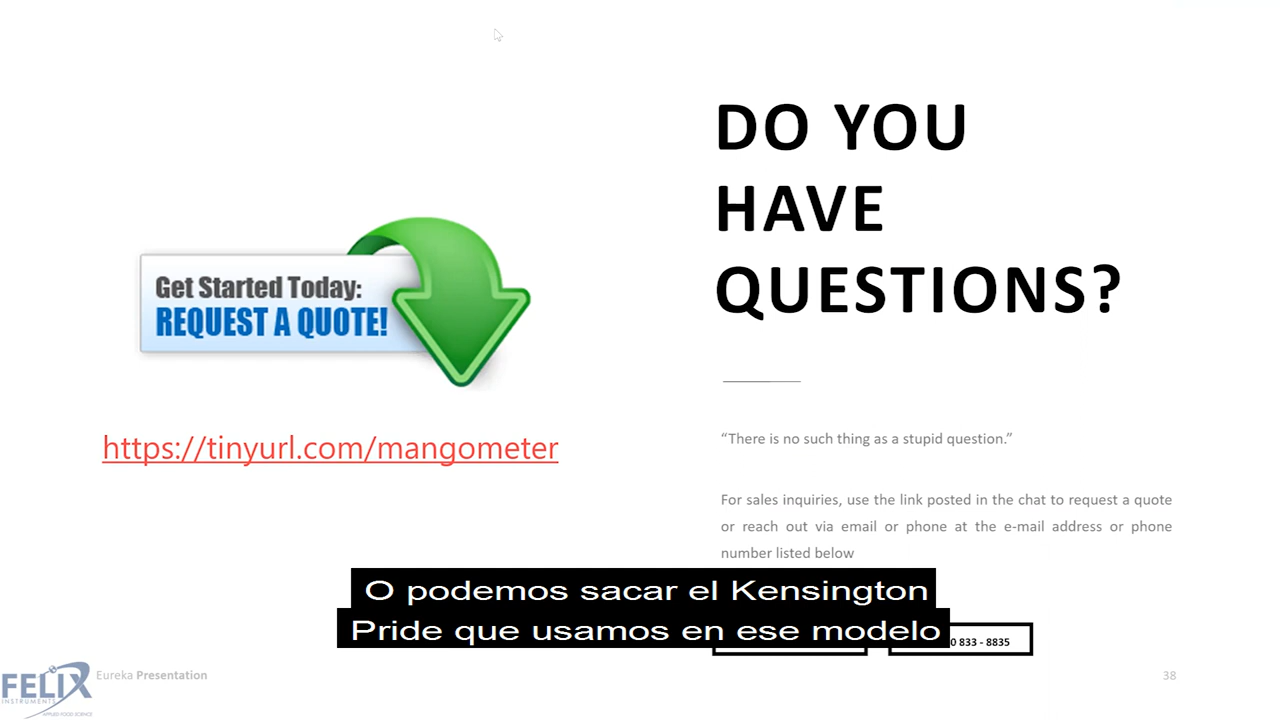 DO YOU
HAVE
QUESTIONS?
Get Started Today:
REQUEST A QUOTE!
https://tinyurl.com/mangometer
“There is no such thing as a stupid question.”
For sales inquiries, use the link posted in the chat to request a quote
or reach out via email or phone at the e-mail address or phone
number listed below
O podemos sacar el Kensington
Pride que usamos en ese modelo
833 - 8835
FELIX
INSTRUMENTS
APPLIED FOOD SCIENCE
Eureka Presentation
38